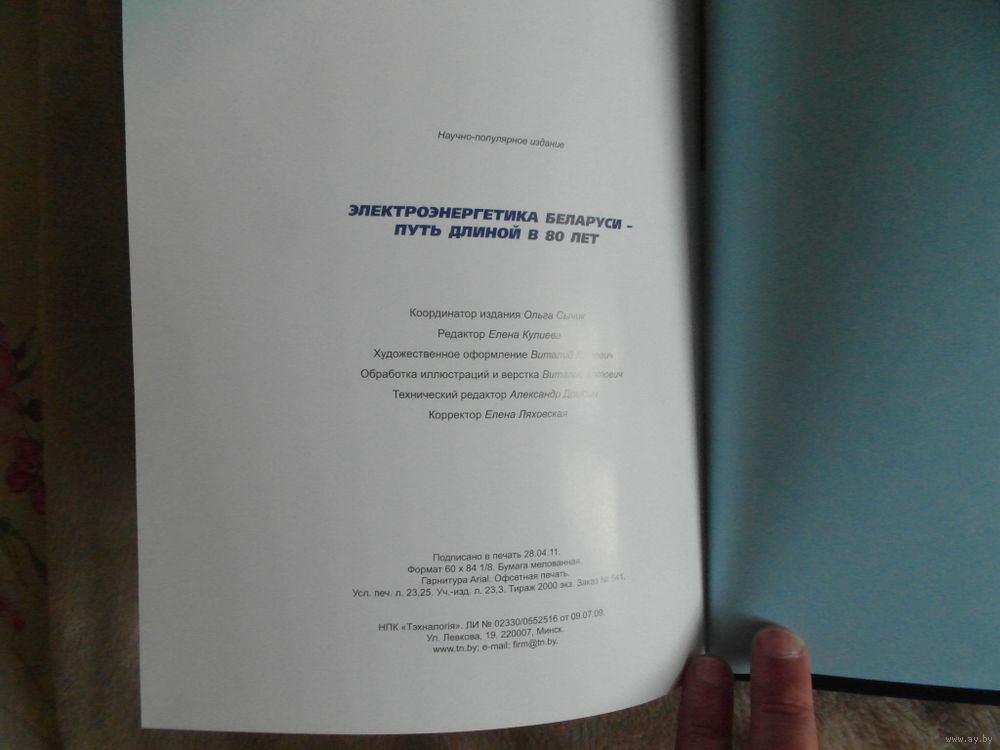 Научно-популярное издание
ЭЛЕКТРОЭНЕРГЕТИКА БЕЛАРУСИ –
ПУТЬ ДЛИНОЙ В 80 ЛЕТ
Координатор издания Ольга Сычик
Редактор Елена Кулиева
Художественное оформление Виталий
Обработка иллюстраций и верстка Виталий
Технический редактор Александр
Корректор Елена Ляховская
Подписано в печать 28.04.11.
Формат 60 х 84 1/8. Бумага мелованная.
Гарнитура Arial. Офсетная печать.
Усл. печ. л. 23,25. Уч.-изд. л. 23,3. Тираж 2000 экз. Заказ № 541.
НПК «Тэхналогія». ЛИ № 02330/0552516 от 09.07.09.
Ул. Левкова, 19. 220007, Минск.
www.tn.by; e-mail: firm@tn.by.
www.ay.by